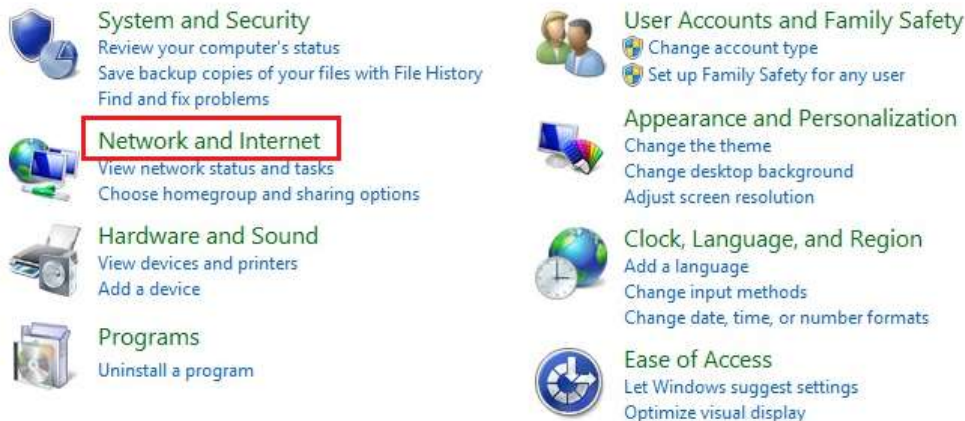 System and Security
Review your computer's status
Save backup copies of your files with File History
Find and fix problems
Network and Internet
View network status and tasks
Choose homegroup and sharing options
Hardware and Sound
View devices and printers
Add a device
Programs
Uninstall a program
User Accounts and Family Safety
Change account type
Set up Family Safety for any user
Appearance and Personalization
Change the theme
Change desktop background
Adjust screen resolution
Clock, Language, and Region
Add a language
Change input methods
Change date, time, or number formats
Ease of Access
Let Windows suggest settings
Optimize visual display